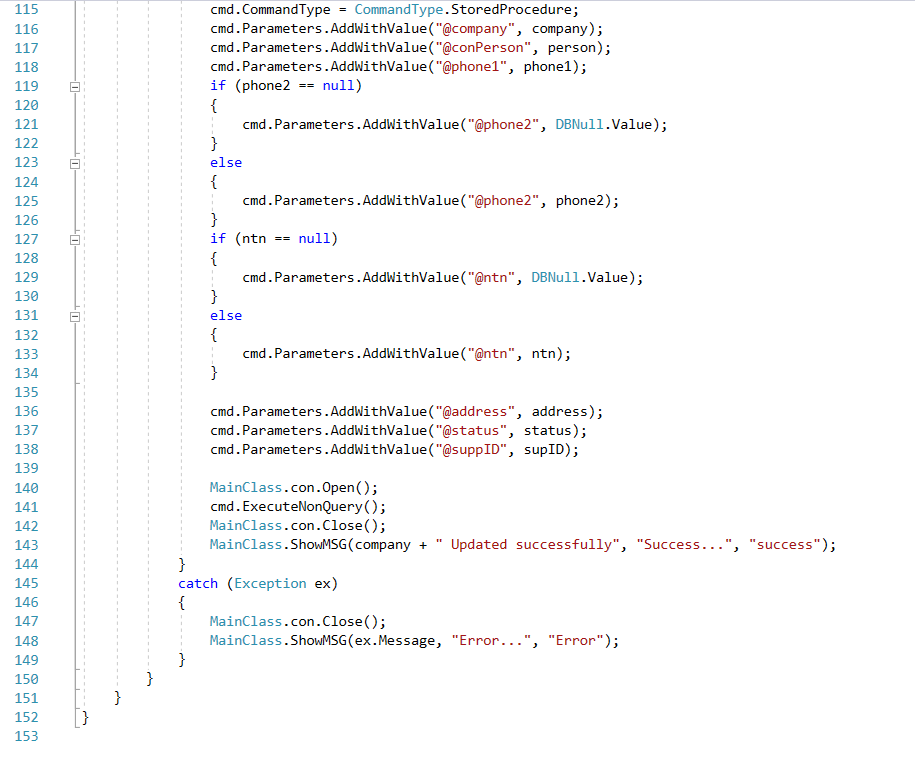 115 cmd.CommandType = CommandType.StoredProcedure;
116 cmd.Parameters.AddWithValue("@company", company);
117 cmd.Parameters.AddWithValue("@conPerson", person);
118 cmd.Parameters.AddWithValue("@phone1", phone1);
119 if (phone2 == null)
120 {
121 cmd.Parameters.AddWithValue("@phone2", DBNull.Value);
122 }
123 else
124 {
125 cmd.Parameters.AddWithValue("@phone2", phone2);
126 }
127 if (ntn == null)
128 {
129 cmd.Parameters.AddWithValue("@ntn", DBNull.Value);
130 }
131 else
132 {
133 cmd.Parameters.AddWithValue("@ntn", ntn);
134 }
135
136 cmd.Parameters.AddWithValue("@address", address);
137 cmd.Parameters.AddWithValue("@status", status);
138 cmd.Parameters.AddWithValue("@suppID", supID);
139
140 MainClass.con.Open();
141 cmd.ExecuteNonQuery();
142 MainClass.con.Close();
143 MainClass.ShowMSG(company + " Updated successfully", "Success...", "success");
144 }
145 catch (Exception ex)
146 {
147 MainClass.con.Close();
148 MainClass.ShowMSG(ex.Message, "Error...", "Error");
149 }
150 }
151 }
152 }
153